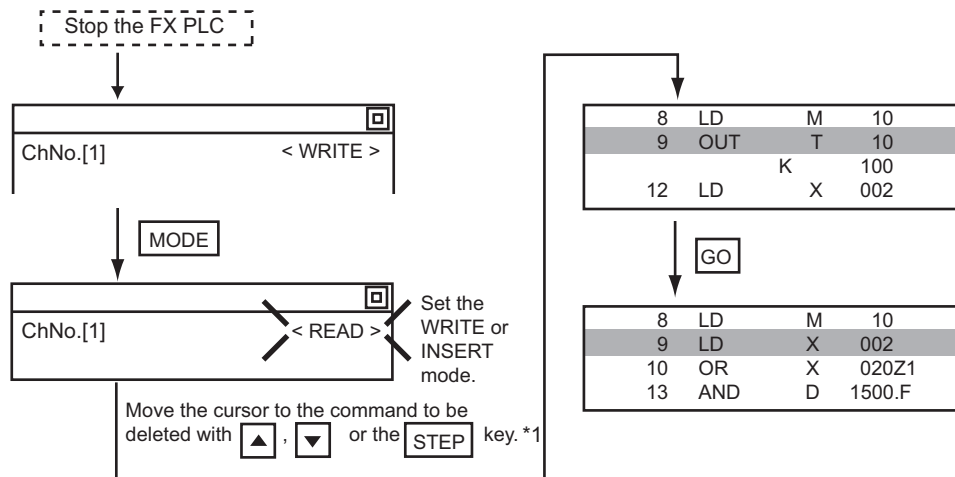 Stop the FX PLC
ChNo.[1] < WRITE >
MODE
ChNo.[1] < READ >
Set the
WRITE or
INSERT
mode.
Move the cursor to the command to be
deleted with ▲ , ▼ or the STEP key. *1
8 LD M 10
9 OUT T 10
K 100
12 LD X 002
GO
8 LD M 10
9 LD X 002
10 OR X 020Z1
13 AND D 1500.F